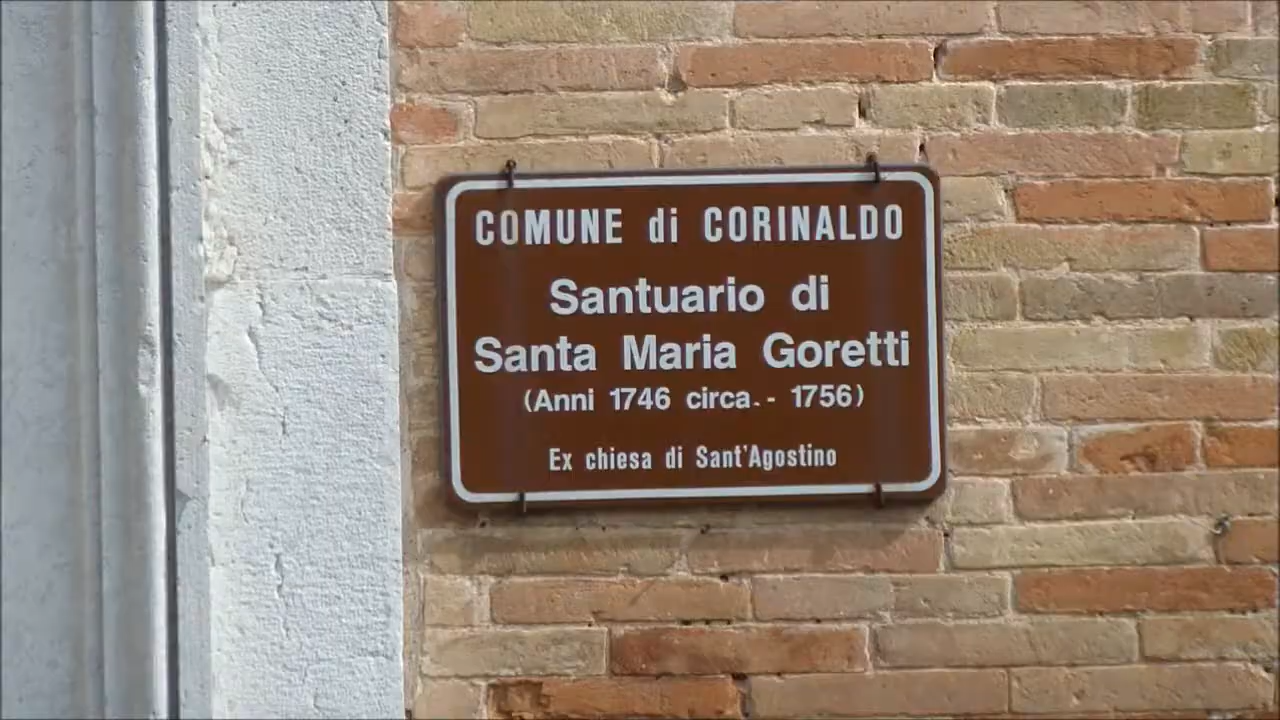 COMUNE di CORINALDO
Santuario di
Santa Maria Goretti
(Anni 1746 circa.- 1756)
Ex chiesa di Sant'Agostino